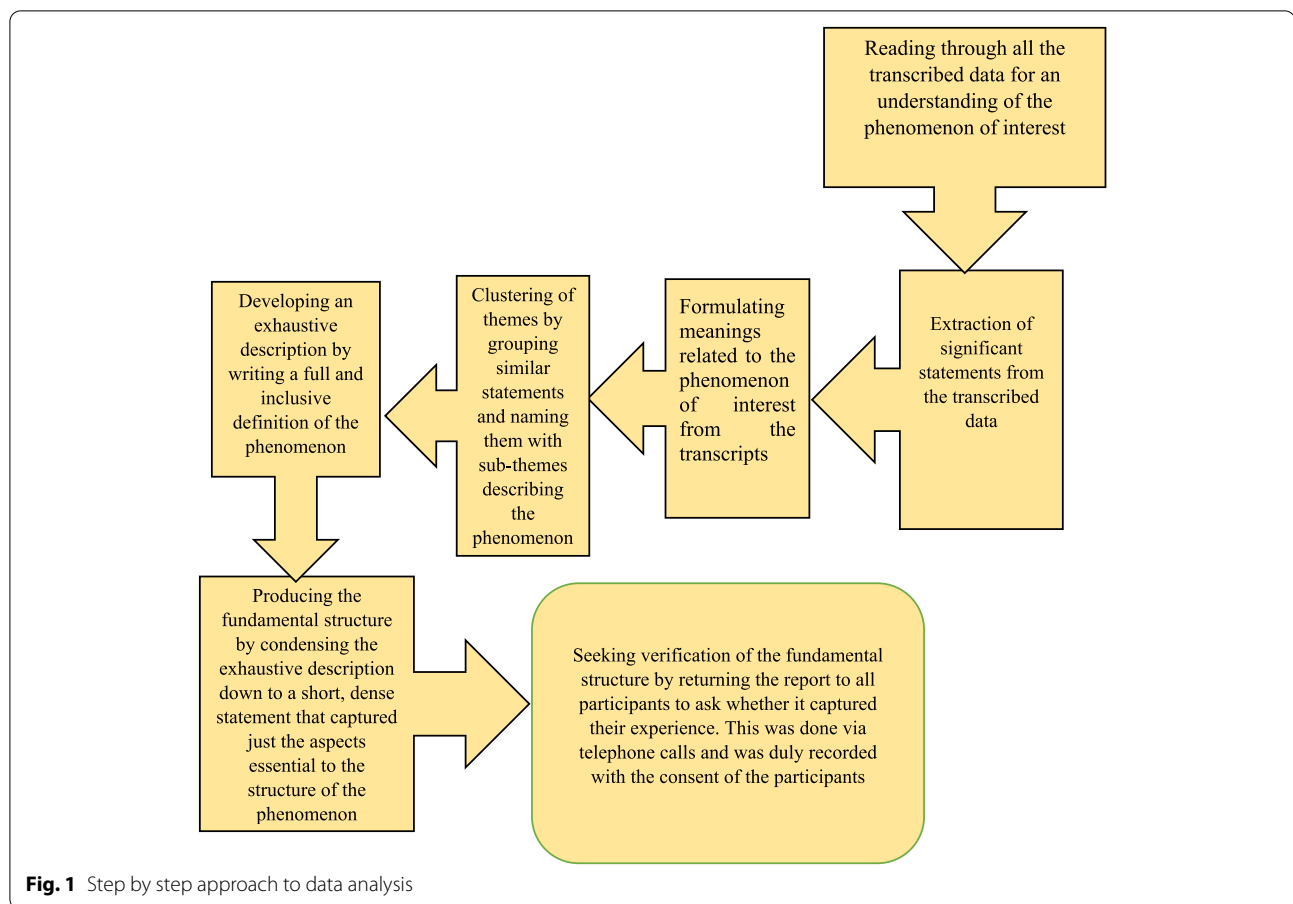 Reading through all the
transcribed data for an
understanding of the
phenomenon of interest
Extraction of
significant
statements from
the transcribed
data
Formulating
meanings
related to the
phenomenon
of interest
from the
transcripts
Clustering of
themes by
grouping
similar
statements
and naming
them with
sub-themes
describing
the
phenomenon
Developing an
exhaustive
description by
writing a full and
inclusive
definition of the
phenomenon
Producing the
fundamental structure
by condensing the
exhaustive description
down to a short, dense
statement that captured
just the aspects
essential to the
structure of the
phenomenon
Seeking verification of the fundamental
structure by returning the report to all
participants to ask whether it captured
their experience. This was done via
telephone calls and was duly recorded
with the consent of the participants
Fig. 1 Step by step approach to data analysis